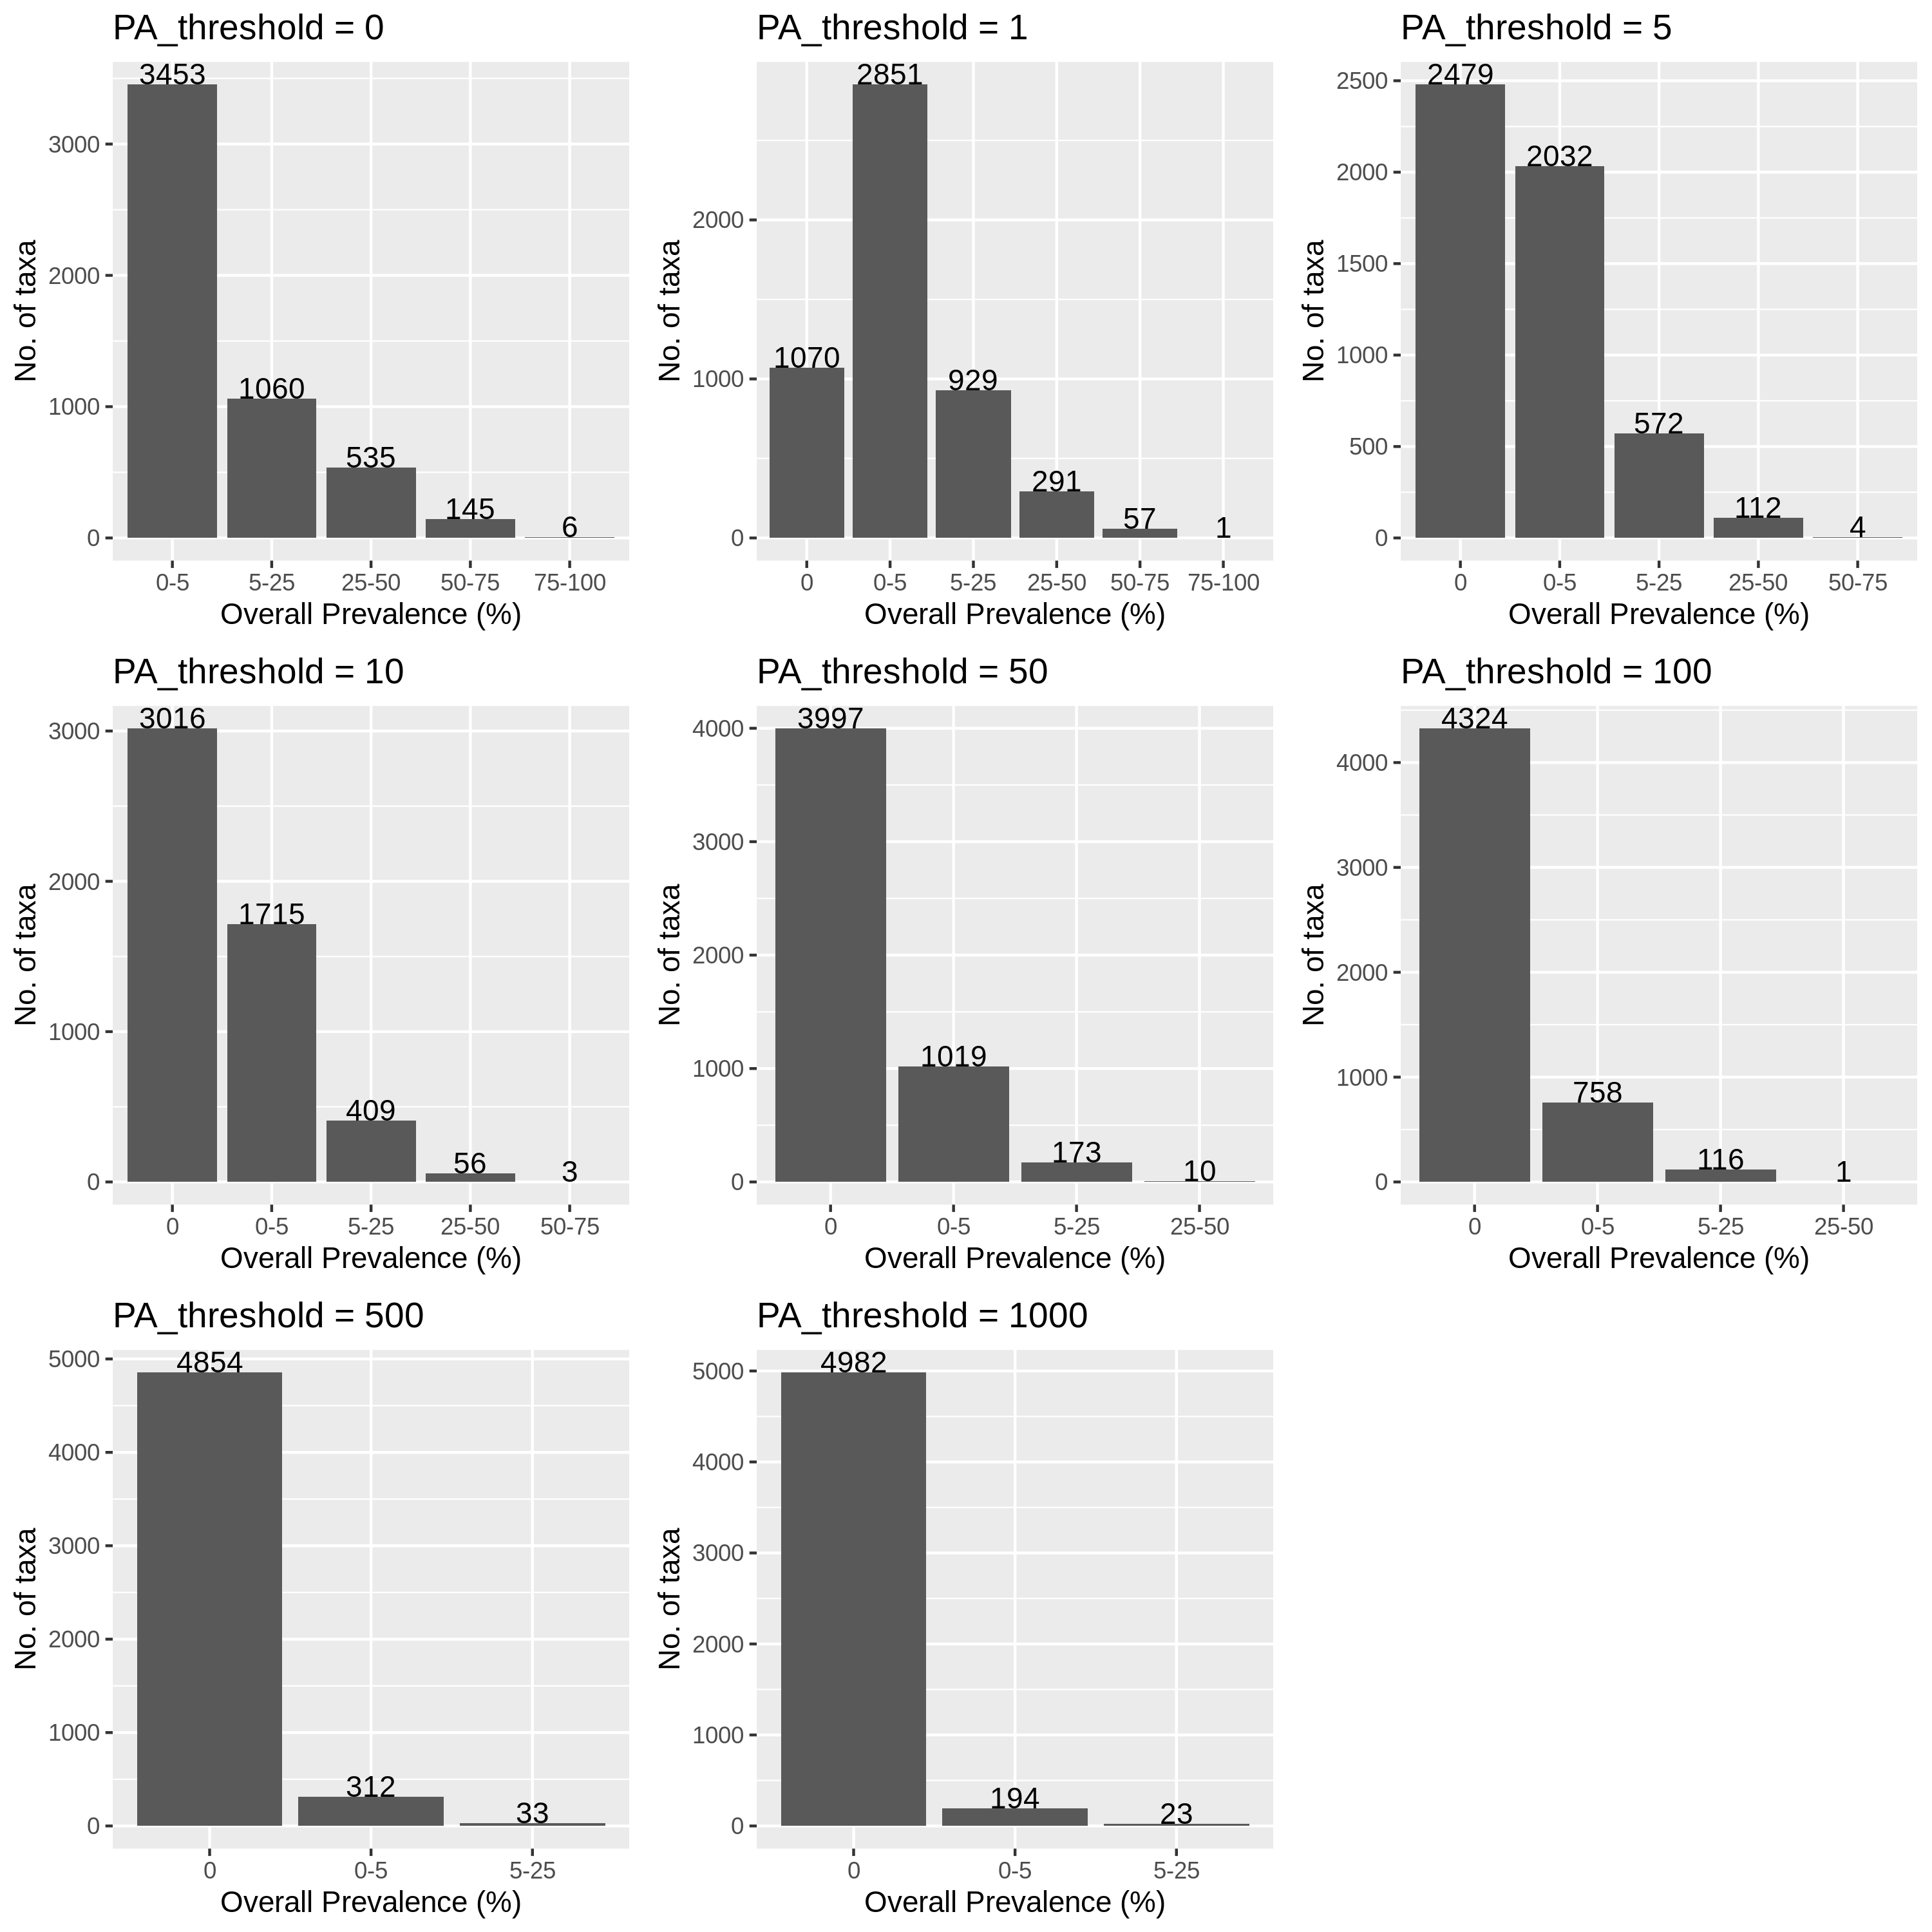 PA_threshold = 0
3453
1060
535
145
6
3000
2000
1000
0
No. of taxa
0-5 5-25 25-50 50-75 75-100
Overall Prevalence (%)
PA_threshold = 1
2851
1070
929
291
57
1
2000
1000
0
No. of taxa
0 0-5 5-25 25-50 50-75 75-100
Overall Prevalence (%)
PA_threshold = 5
2479
2032
572
112
4
2500
2000
1500
1000
500
0
No. of taxa
0 0-5 5-25 25-50 50-75
Overall Prevalence (%)
PA_threshold = 10
3016
1715
409
56
3
3000
2000
1000
0
No. of taxa
0 0-5 5-25 25-50 50-75
Overall Prevalence (%)
PA_threshold = 50
3997
1019
173
10
4000
3000
2000
1000
0
No. of taxa
0 0-5 5-25 25-50
Overall Prevalence (%)
PA_threshold = 100
4324
758
116
1
4000
3000
2000
1000
0
No. of taxa
0 0-5 5-25 25-50
Overall Prevalence (%)
PA_threshold = 500
4854
312
33
5000
4000
3000
2000
1000
0
No. of taxa
0 0-5 5-25
Overall Prevalence (%)
PA_threshold = 1000
4982
194
23
5000
4000
3000
2000
1000
0
No. of taxa
0 0-5 5-25
Overall Prevalence (%)